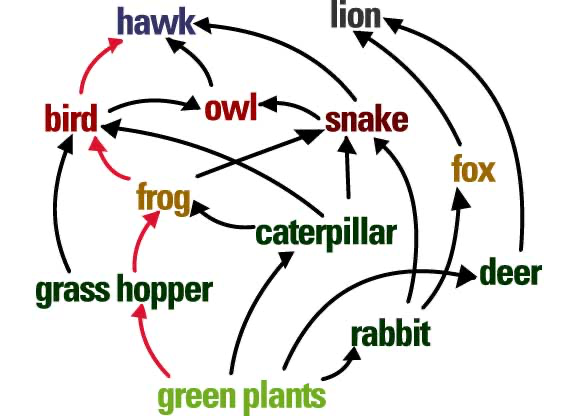 hawk
lion
bird
owl
snake
fox
frog
caterpillar
grass hopper
deer
rabbit
green plants